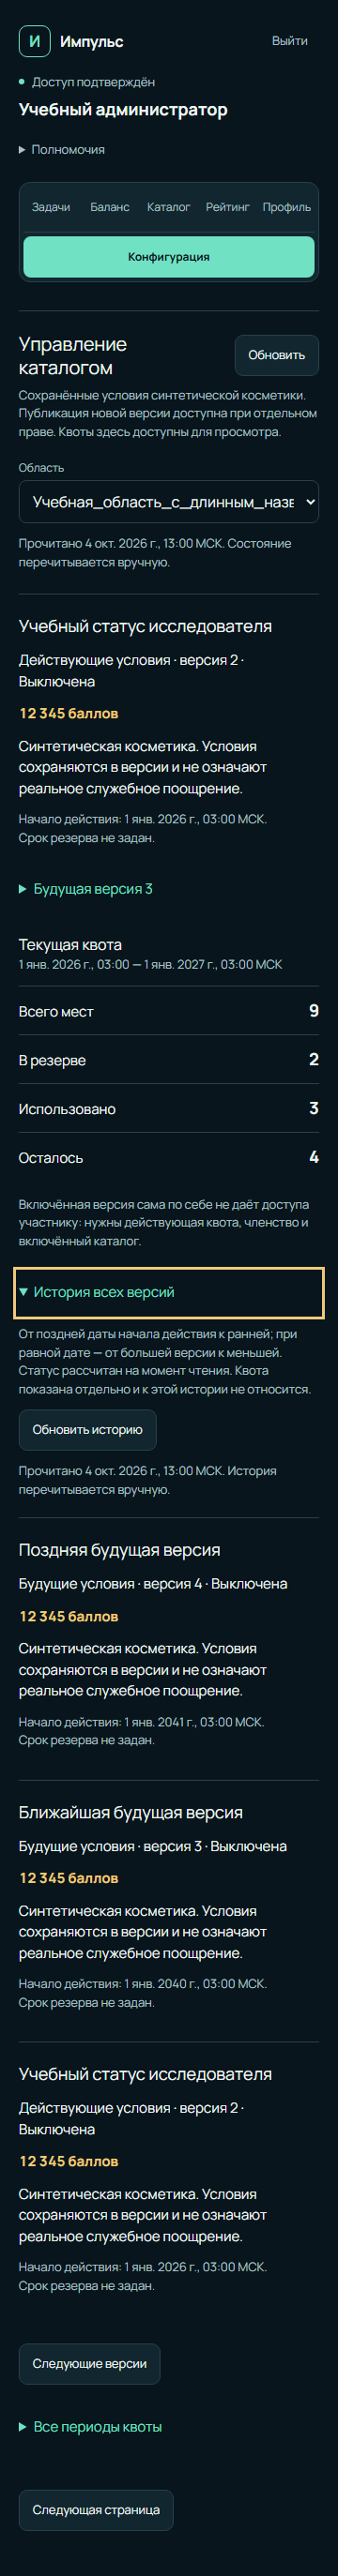 И Импульс Выйти
Доступ подтверждён
Учебный администратор
Полномочия
Задачи Баланс Каталог Рейтинг Профиль
Конфигурация
Управление
каталогом
Обновить
Сохранённые условия синтетической косметики.
Публикация новой версии доступна при отдельном
праве. Квоты здесь доступны для просмотра.
Область
Учебная_область_с_длинным_назв
Прочитано 4 окт. 2026 г., 13:00 МСК. Состояние
перечитывается вручную.
Учебный статус исследователя
Действующие условия · версия 2 ·
Выключена
12 345 баллов
Синтетическая косметика. Условия
сохраняются в версии и не означают
реальное служебное поощрение.
Начало действия: 1 янв. 2026 г., 03:00 МСК.
Срок резерва не задан.
Будущая версия 3
Текущая квота
1 янв. 2026 г., 03:00 — 1 янв. 2027 г., 03:00 МСК
Всего мест 9
В резерве 2
Использовано 3
Осталось 4
Включённая версия сама по себе не даёт доступа
участнику: нужны действующая квота, членство и
включённый каталог.
История всех версий
От поздней даты начала действия к ранней; при
равной дате — от большей версии к меньшей.
Статус рассчитан на момент чтения. Квота
показана отдельно и к этой истории не относится.
Обновить историю
Прочитано 4 окт. 2026 г., 13:00 МСК. История
перечитывается вручную.
Поздняя будущая версия
Будущие условия · версия 4 · Выключена
12 345 баллов
Синтетическая косметика. Условия
сохраняются в версии и не означают
реальное служебное поощрение.
Начало действия: 1 янв. 2041 г., 03:00 МСК.
Срок резерва не задан.
Ближайшая будущая версия
Будущие условия · версия 3 · Выключена
12 345 баллов
Синтетическая косметика. Условия
сохраняются в версии и не означают
реальное служебное поощрение.
Начало действия: 1 янв. 2040 г., 03:00 МСК.
Срок резерва не задан.
Учебный статус исследователя
Действующие условия · версия 2 ·
Выключена
12 345 баллов
Синтетическая косметика. Условия
сохраняются в версии и не означают
реальное служебное поощрение.
Начало действия: 1 янв. 2026 г., 03:00 МСК.
Срок резерва не задан.
Следующие версии
Все периоды квоты
Следующая страница